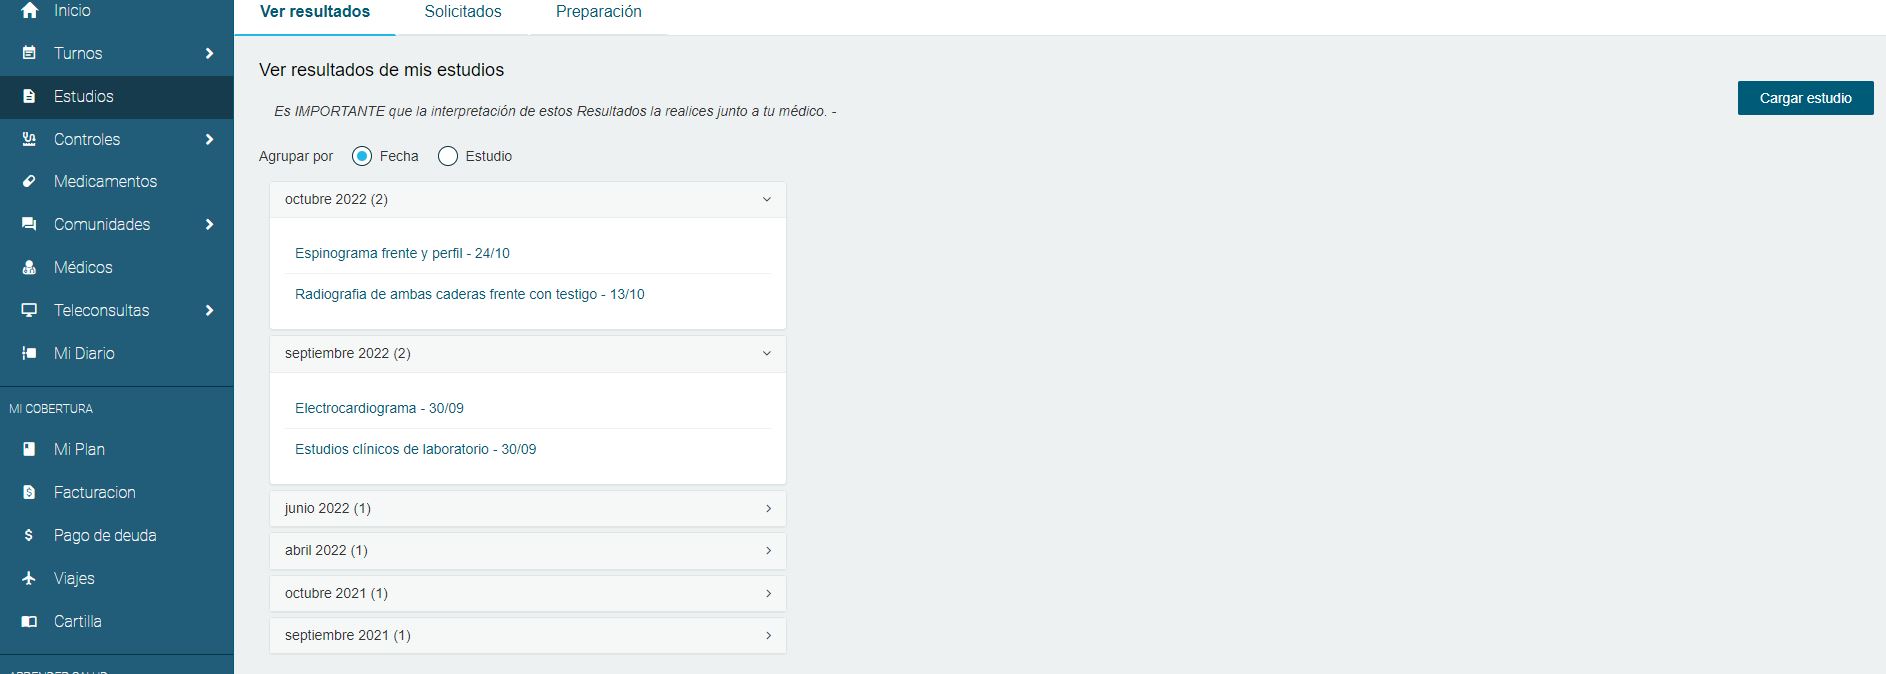 Inicio
Turnos
Estudios
Controles
Medicamentos
Comunidades
Médicos
Teleconsultas
Mi Diario
MI COBERTURA
Mi Plan
Facturacion
Pago de deuda
Viajes
Cartilla
Ver resultados
Solicitados
Preparación
Ver resultados de mis estudios
Es IMPORTANTE que la interpretación de estos Resultados la realices junto a tu médico. -
Cargar estudio
Agrupar por Fecha Estudio
octubre 2022 (2)
Espinograma frente y perfil - 24/10
Radiografia de ambas caderas frente con testigo - 13/10
septiembre 2022 (2)
Electrocardiograma - 30/09
Estudios clínicos de laboratorio - 30/09
junio 2022 (1)
abril 2022 (1)
octubre 2021 (1)
septiembre 2021 (1)